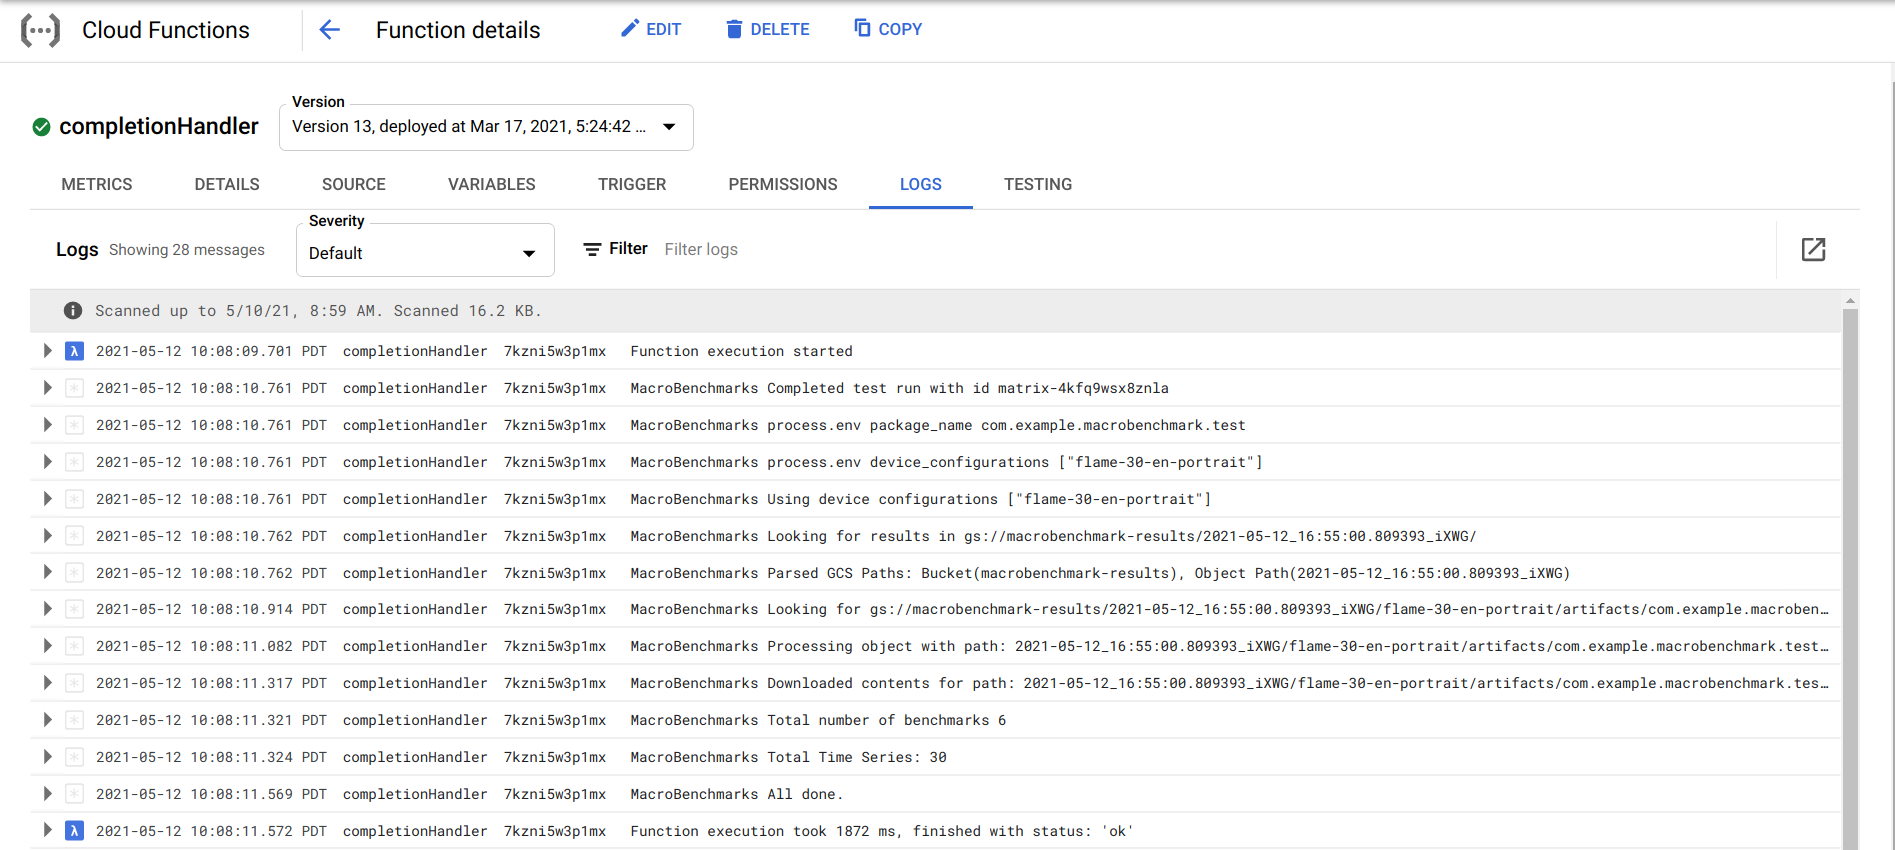 Cloud Functions Function details EDIT DELETE COPY
completionHandler
Version
Version 13, deployed at Mar 17, 2021, 5:24:42 ...
METRICS DETAILS SOURCE VARIABLES TRIGGER PERMISSIONS LOGS TESTING
Logs Showing 28 messages
Severity
Default
Filter Filter logs
Scanned up to 5/10/21, 8:59 AM. Scanned 16.2 KB.
λ 2021-05-12 10:08:09.701 PDT completionHandler 7kzni5w3p1mx Function execution started
* 2021-05-12 10:08:10.761 PDT completionHandler 7kzni5w3p1mx MacroBenchmarks Completed test run with id matrix-4kfq9wsx8znla
* 2021-05-12 10:08:10.761 PDT completionHandler 7kzni5w3p1mx MacroBenchmarks process.env package_name com.example.macrobenchmark.test
* 2021-05-12 10:08:10.761 PDT completionHandler 7kzni5w3p1mx MacroBenchmarks process.env device_configurations ["flame-30-en-portrait"]
* 2021-05-12 10:08:10.761 PDT completionHandler 7kzni5w3p1mx MacroBenchmarks Using device configurations ["flame-30-en-portrait"]
* 2021-05-12 10:08:10.762 PDT completionHandler 7kzni5w3p1mx MacroBenchmarks Looking for results in gs://macrobenchmark-results/2021-05-12_16:55:00.809393_iXWG/
* 2021-05-12 10:08:10.762 PDT completionHandler 7kzni5w3p1mx MacroBenchmarks Parsed GCS Paths: Bucket(macrobenchmark-results), Object Path(2021-05-12_16:55:00.809393_iXWG)
* 2021-05-12 10:08:10.914 PDT completionHandler 7kzni5w3p1mx MacroBenchmarks Looking for gs://macrobenchmark-results/2021-05-12_16:55:00.809393_iXWG/flame-30-en-portrait/artifacts/com.example.macroben…
* 2021-05-12 10:08:11.082 PDT completionHandler 7kzni5w3p1mx MacroBenchmarks Processing object with path: 2021-05-12_16:55:00.809393_iXWG/flame-30-en-portrait/artifacts/com.example.macrobenchmark.test…
* 2021-05-12 10:08:11.317 PDT completionHandler 7kzni5w3p1mx MacroBenchmarks Downloaded contents for path: 2021-05-12_16:55:00.809393_iXWG/flame-30-en-portrait/artifacts/com.example.macrobenchmark.tes…
* 2021-05-12 10:08:11.321 PDT completionHandler 7kzni5w3p1mx MacroBenchmarks Total number of benchmarks 6
* 2021-05-12 10:08:11.324 PDT completionHandler 7kzni5w3p1mx MacroBenchmarks Total Time Series: 30
* 2021-05-12 10:08:11.569 PDT completionHandler 7kzni5w3p1mx MacroBenchmarks All done.
λ 2021-05-12 10:08:11.572 PDT completionHandler 7kzni5w3p1mx Function execution took 1872 ms, finished with status: 'ok'